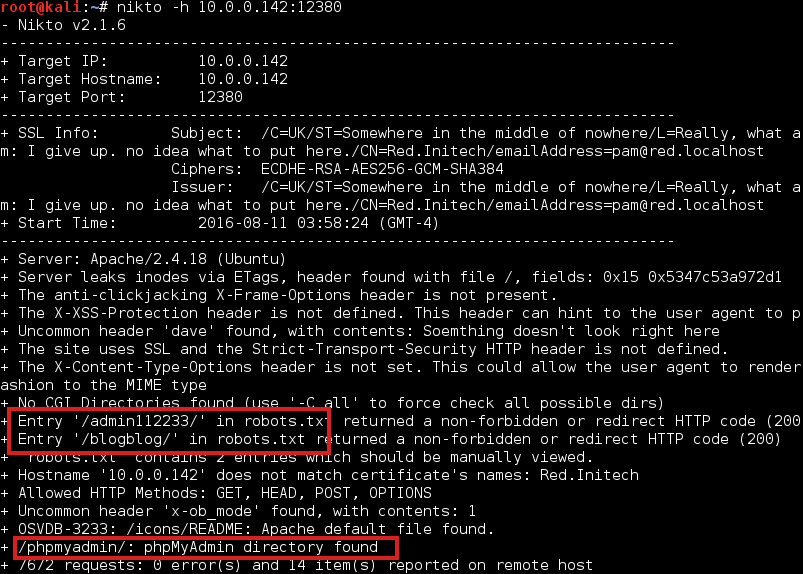 root@kali:~# nikto -h 10.0.0.142:12380
- Nikto v2.1.6
---------------------------------------------------------------------------
+ Target IP:          10.0.0.142
+ Target Hostname:    10.0.0.142
+ Target Port:        12380
---------------------------------------------------------------------------
+ SSL Info:        Subject:  /C=UK/ST=Somewhere in the middle of nowhere/L=Really, what a
m: I give up. no idea what to put here./CN=Red.Initech/emailAddress=pam@red.localhost
                   Ciphers:  ECDHE-RSA-AES256-GCM-SHA384
                   Issuer:   /C=UK/ST=Somewhere in the middle of nowhere/L=Really, what a
m: I give up. no idea what to put here./CN=Red.Initech/emailAddress=pam@red.localhost
+ Start Time:         2016-08-11 03:58:24 (GMT-4)
---------------------------------------------------------------------------
+ Server: Apache/2.4.18 (Ubuntu)
+ Server leaks inodes via ETags, header found with file /, fields: 0x15 0x5347c53a972d1
+ The anti-clickjacking X-Frame-Options header is not present.
+ The X-XSS-Protection header is not defined. This header can hint to the user agent to p
+ Uncommon header 'dave' found, with contents: Soemthing doesn't look right here
+ The site uses SSL and the Strict-Transport-Security HTTP header is not defined.
+ The X-Content-Type-Options header is not set. This could allow the user agent to render
ashion to the MIME type
+ No CGI Directories found (use '-C all' to force check all possible dirs)
+ Entry '/admin112233/' in robots.txt returned a non-forbidden or redirect HTTP code (200
+ Entry '/blogblog/' in robots.txt returned a non-forbidden or redirect HTTP code (200)
+ "robots.txt" contains 2 entries which should be manually viewed.
+ Hostname '10.0.0.142' does not match certificate's names: Red.Initech
+ Allowed HTTP Methods: GET, HEAD, POST, OPTIONS
+ Uncommon header 'x-ob_mode' found, with contents: 1
+ OSVDB-3233: /icons/README: Apache default file found.
+ /phpmyadmin/: phpMyAdmin directory found
+ 7672 requests: 0 error(s) and 14 item(s) reported on remote host